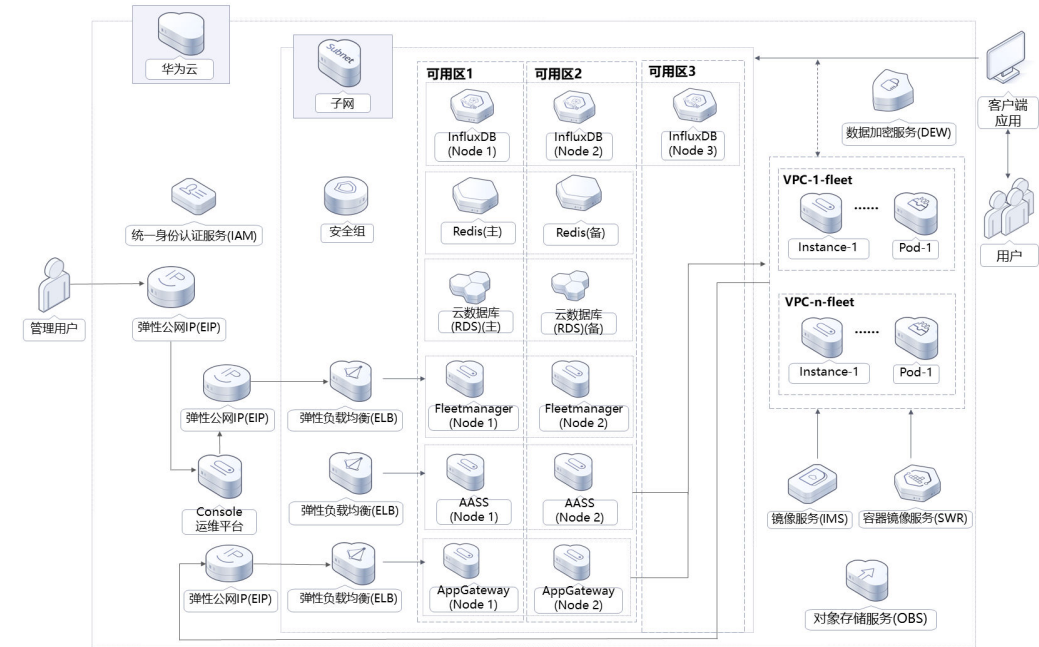 华为云
Subnet
子网
可用区1
可用区2
可用区3
InfluxDB
(Node 1)
InfluxDB
(Node 2)
InfluxDB
(Node 3)
客户端
应用
数据加密服务(DEW)
用户
统一身份认证服务(IAM)
安全组
Redis(主)
Redis(备)
VPC-1-fleet
Instance-1
......
Pod-1
管理用户
IP
弹性公网IP(EIP)
云数据库
(RDS)(主)
云数据库
(RDS)(备)
VPC-n-fleet
Instance-1
......
Pod-1
IP
弹性公网IP(EIP)
弹性负载均衡(ELB)
Fleetmanager
(Node 1)
Fleetmanager
(Node 2)
Console
运维平台
弹性负载均衡(ELB)
AASS
(Node 1)
AASS
(Node 2)
镜像服务(IMS)
容器镜像服务(SWR)
IP
弹性公网IP(EIP)
弹性负载均衡(ELB)
AppGateway
(Node 1)
AppGateway
(Node 2)
对象存储服务(OBS)